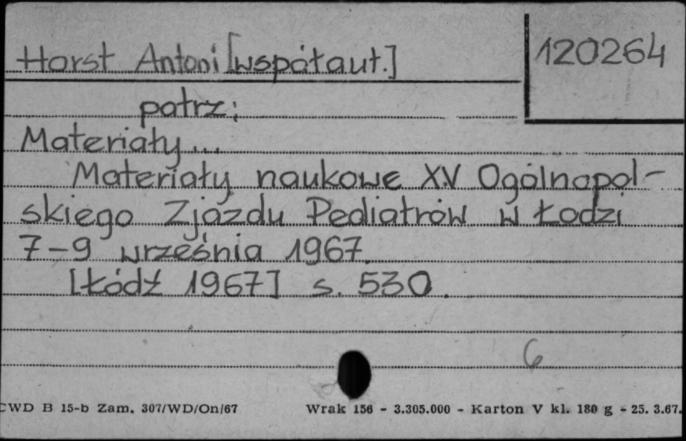 Horst Antoni [współaut.]
120264
patrz:
Materiały...
Materiały naukowe XV Ogólnopol-
skiego Zjazdu Pediatrów w Łodzi
7-9 września 1967.
[Łódź 1967] s. 530.
6
CWD B 15-b Zam. 307/WD/On/67
Wrak 156 - 3.305.000 - Karton V kl. 180 g - 25. 3.67.